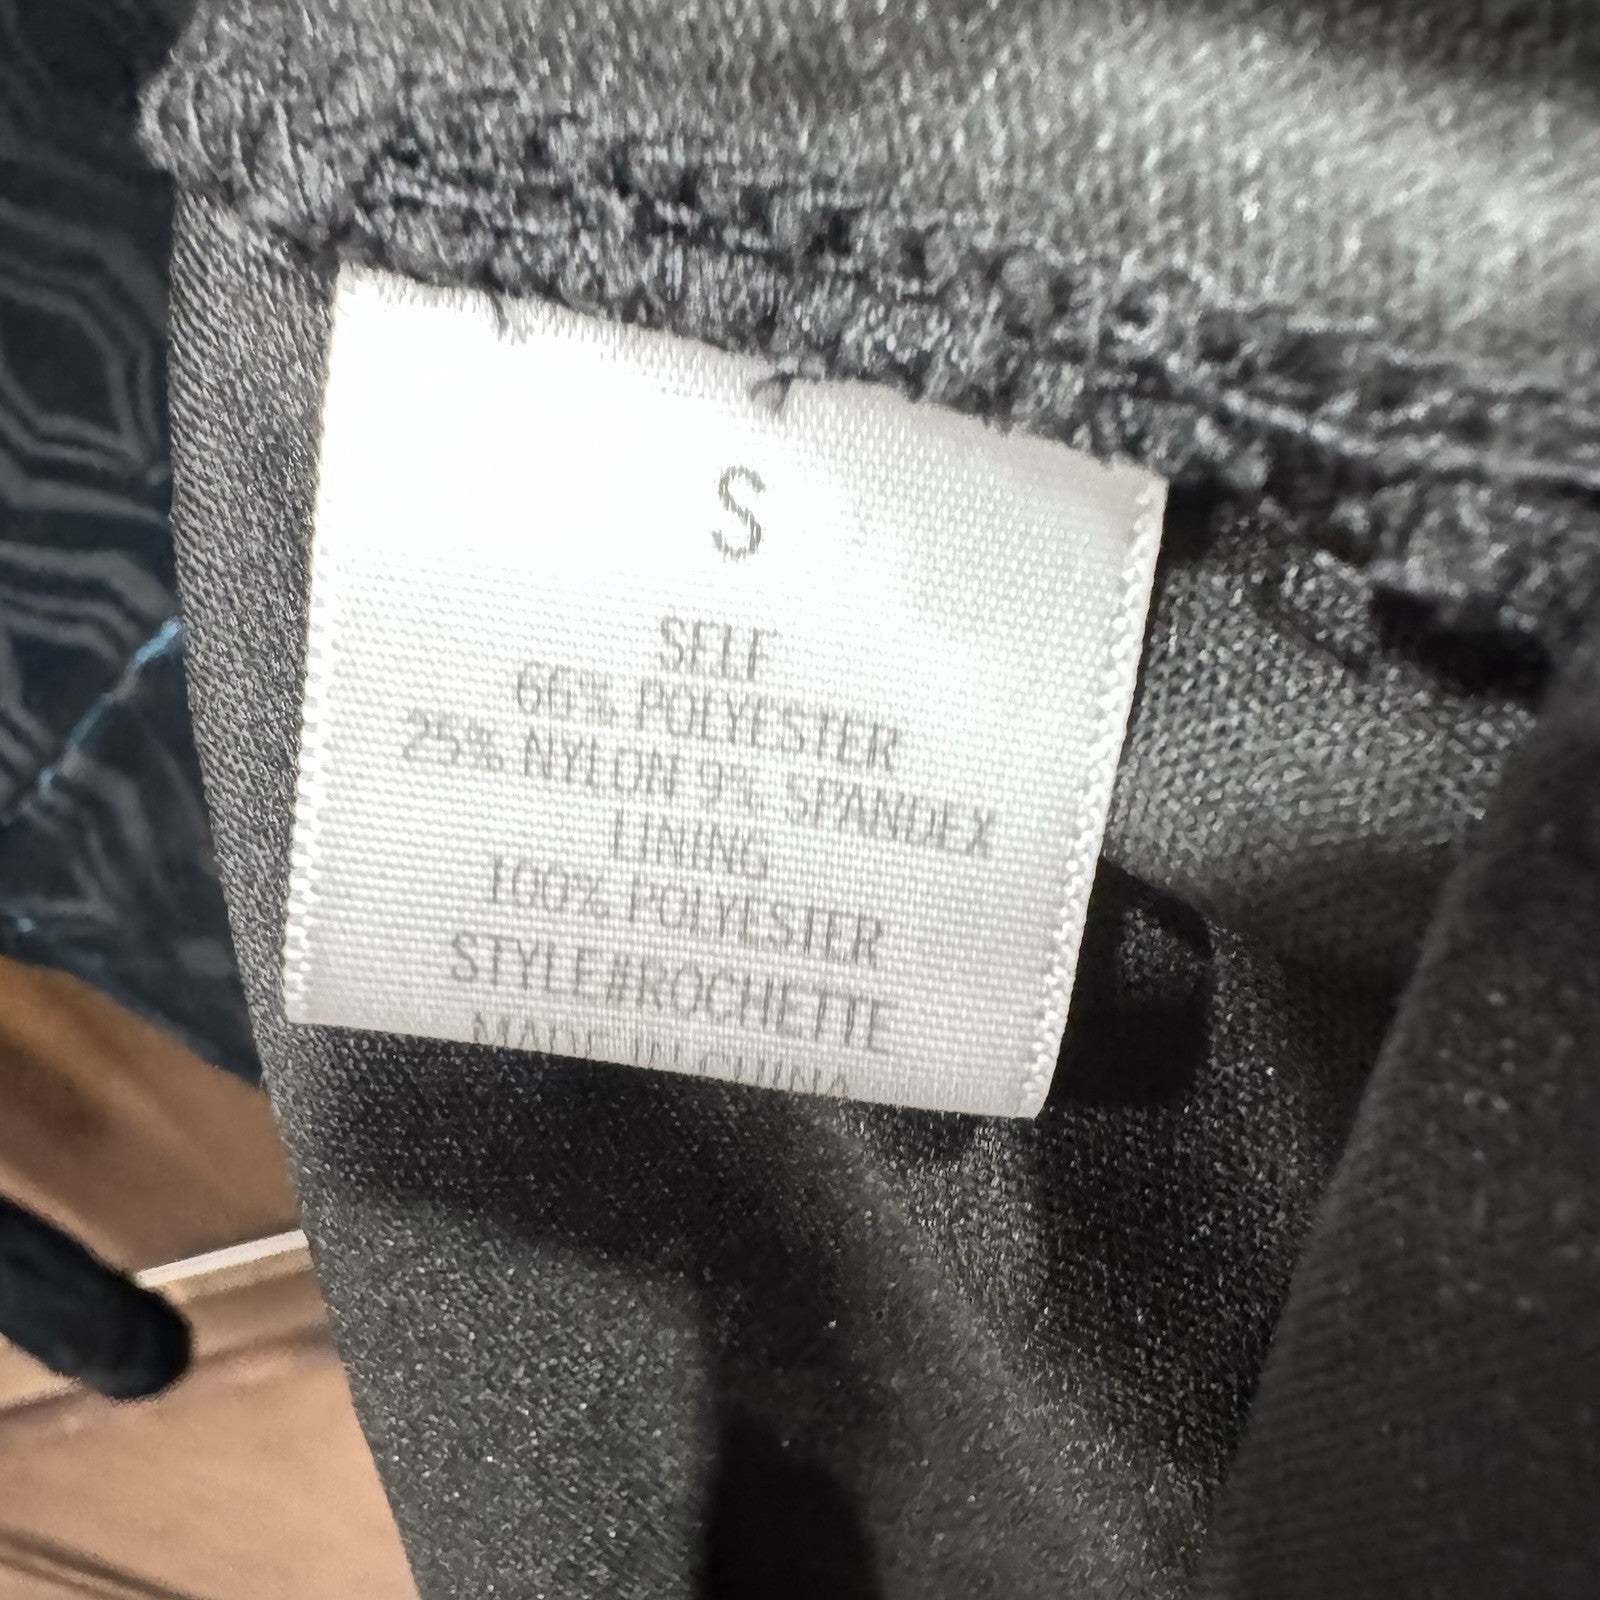 S
SELF
66% POLYESTER
25% NYLON 9% SPANDEX
LINING
100% POLYESTER
STYLE#ROCHETTE
MADE IN CHINA